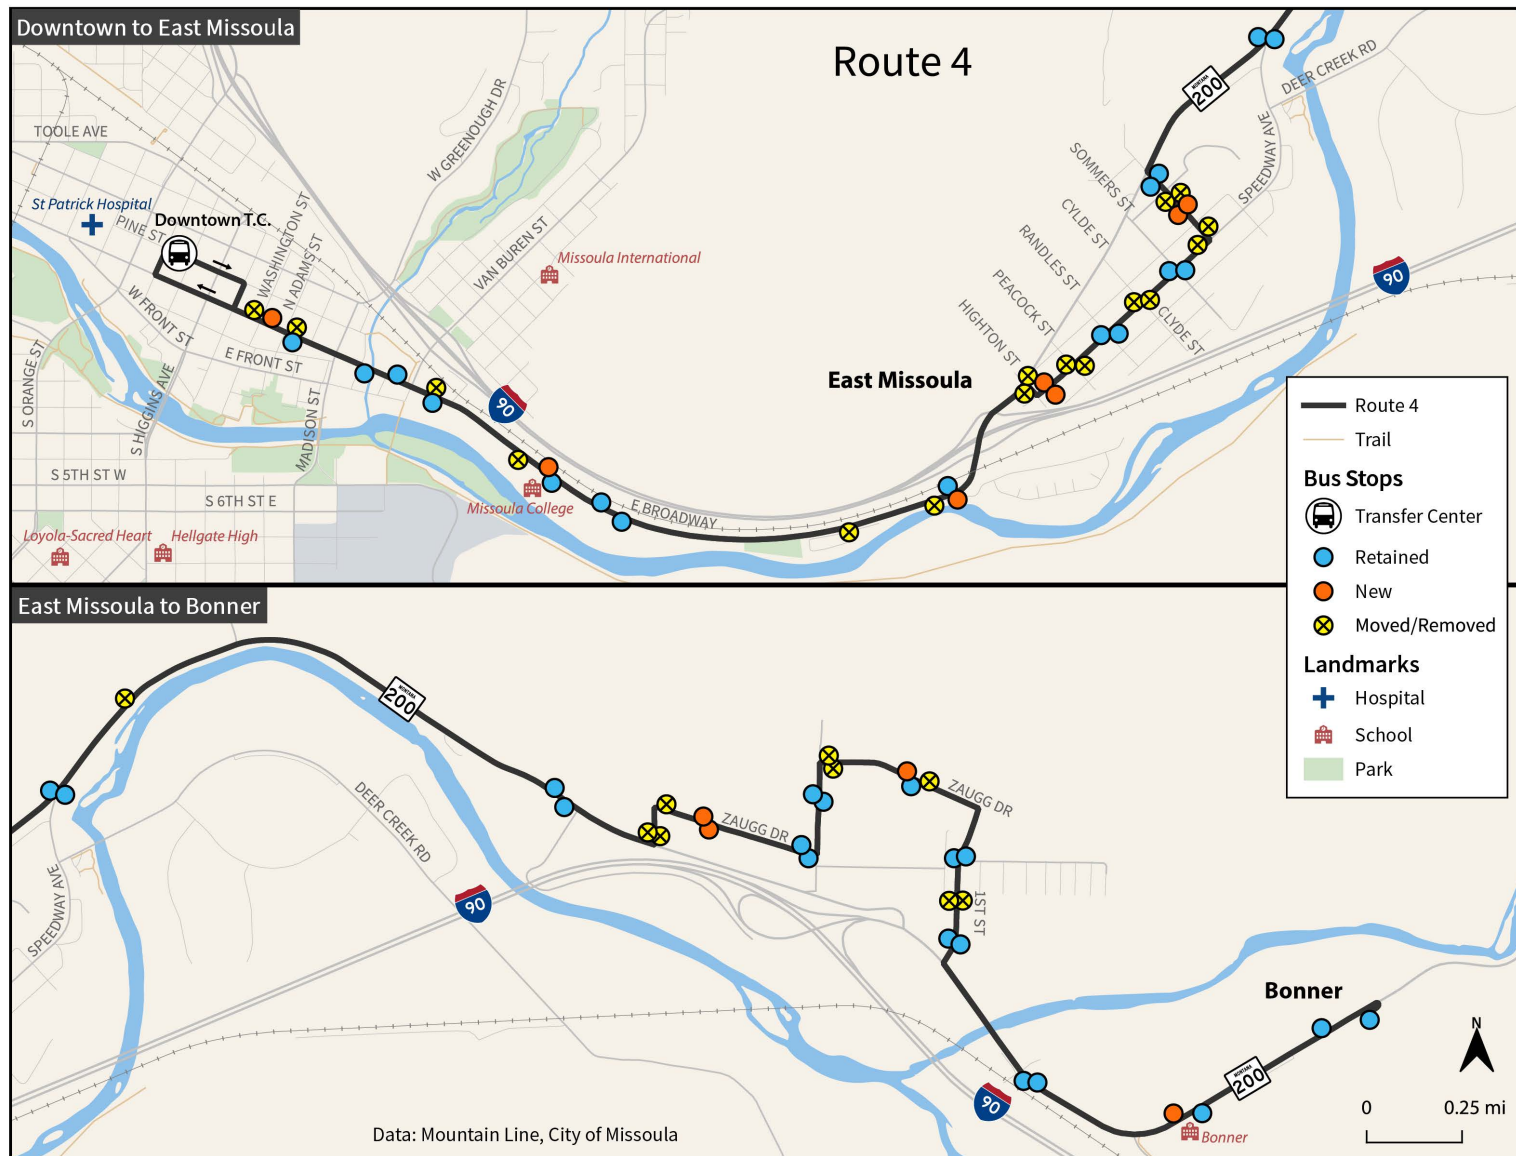 Downtown to East Missoula
Route 4
MONTANA
200
DEER CREEK RD
SPEEDWAY AVE
W GREENOUGH DR
TOOLE AVE
St Patrick Hospital
PINE ST
Downtown T.C.
WASHINGTON ST
N ADAMS ST
VAN BUREN ST
Missoula International
SOMMERS ST
CYLDE ST
RANDLES ST
PEACOCK ST
HIGHTON ST
CLYDE ST
90
W FRONT ST
E FRONT ST
S ORANGE ST
S HIGGINS AVE
MADISON ST
90
East Missoula
S 5TH ST W
S 6TH ST E
Missoula College
E BROADWAY
Loyola-Sacred Heart
Hellgate High
Route 4
Trail
Bus Stops
Transfer Center
Retained
New
Moved/Removed
Landmarks
Hospital
School
Park
East Missoula to Bonner
MONTANA
200
DEER CREEK RD
ZAUGG DR
ZAUGG DR
SPEEDWAY AVE
90
1ST ST
Bonner
MONTANA
200
90
Bonner
N
0
0.25 mi
Data: Mountain Line, City of Missoula